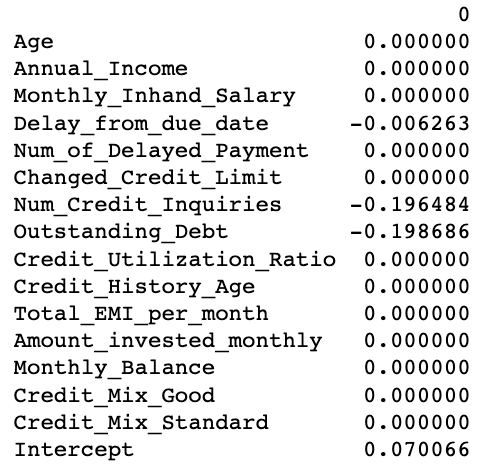 0
Age 0.000000
Annual_Income 0.000000
Monthly_Inhand_Salary 0.000000
Delay_from_due_date -0.006263
Num_of_Delayed_Payment 0.000000
Changed_Credit_Limit 0.000000
Num_Credit_Inquiries -0.196484
Outstanding_Debt -0.198686
Credit_Utilization_Ratio 0.000000
Credit_History_Age 0.000000
Total_EMI_per_month 0.000000
Amount_invested_monthly 0.000000
Monthly_Balance 0.000000
Credit_Mix_Good 0.000000
Credit_Mix_Standard 0.000000
Intercept 0.070066